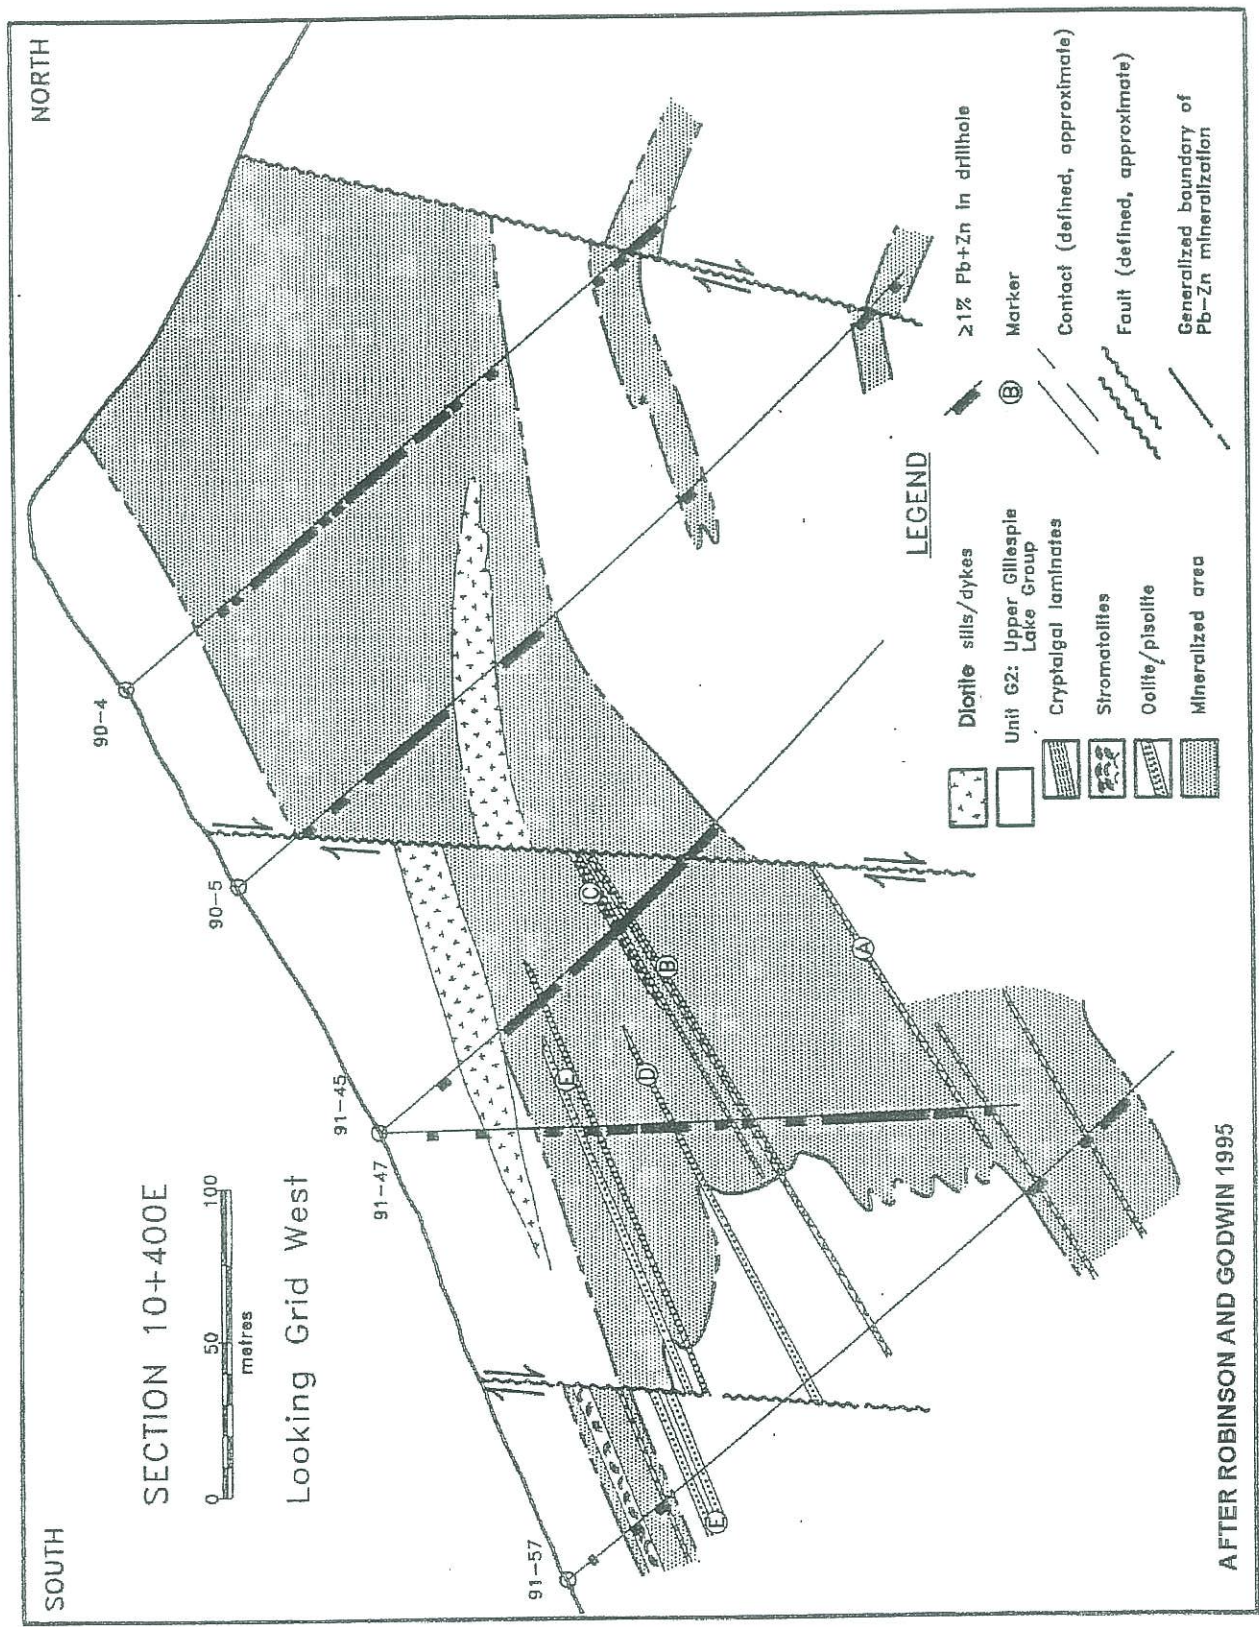 SOUTH
NORTH
SECTION 10+400E
0 50 100
metres
Looking Grid West
91-57
91-47
91-45
90-5
90-4
E
E
D
C
B
A
LEGEND
Diorite sills/dykes
Unit G2: Upper Gillespie
Lake Group
Cryptalgal laminates
Stromatolites
Oolite/pisolite
Mineralized area
≥1% Pb+Zn in drillhole
B Marker
Contact (defined, approximate)
Fault (defined, approximate)
Generalized boundary of
Pb-Zn mineralization
AFTER ROBINSON AND GODWIN 1995